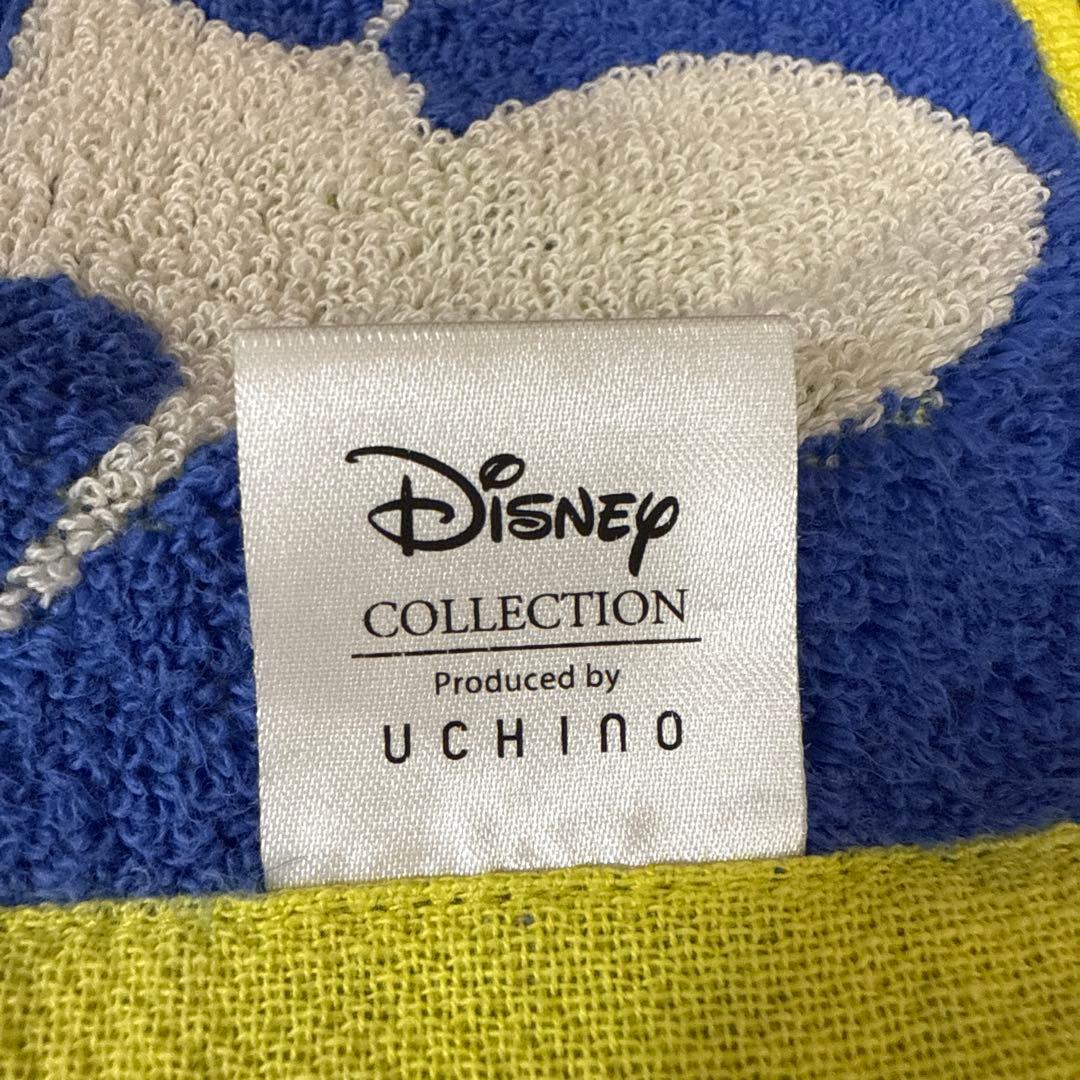 Disney
COLLECTION
Produced by
UCHINO